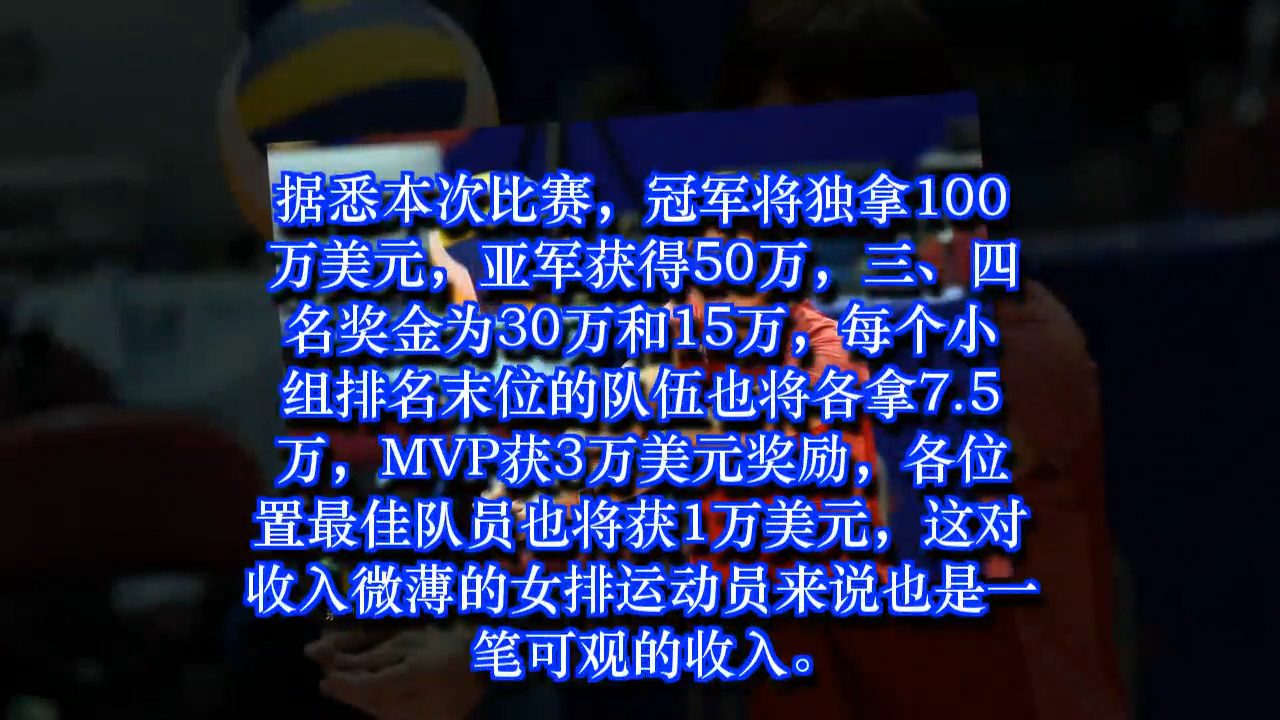 据悉本次比赛，冠军将独拿100
万美元，亚军获得50万，三、四
名奖金为30万和15万，每个小
组排名末位的队伍也将各拿7.5
万，MVP获3万美元奖励，各位
置最佳队员也将获1万美元，这对
收入微薄的女排运动员来说也是一
笔可观的收入。